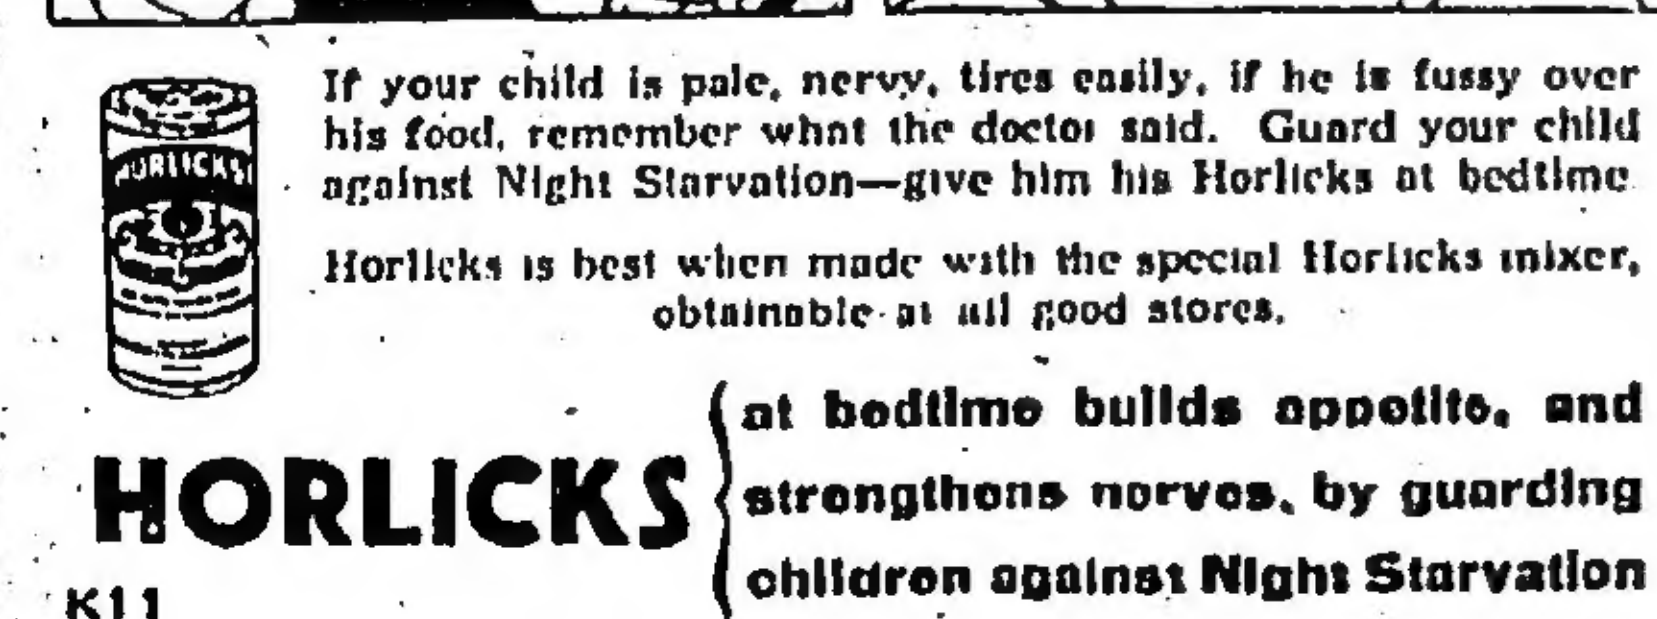 If your child is pale, nervy, tires easily, if he is fussy over
his food, remember what the doctor said. Guard your child
against Night Starvation—give him his Horlicks at bedtime
HORLICKS
Horlicks is best when made with the special Horlicks mixer,
obtainable at all good stores.
HORLICKS
at bedtime builds appetite, and
strengthens nerves, by guarding
children against Night Starvation
K11